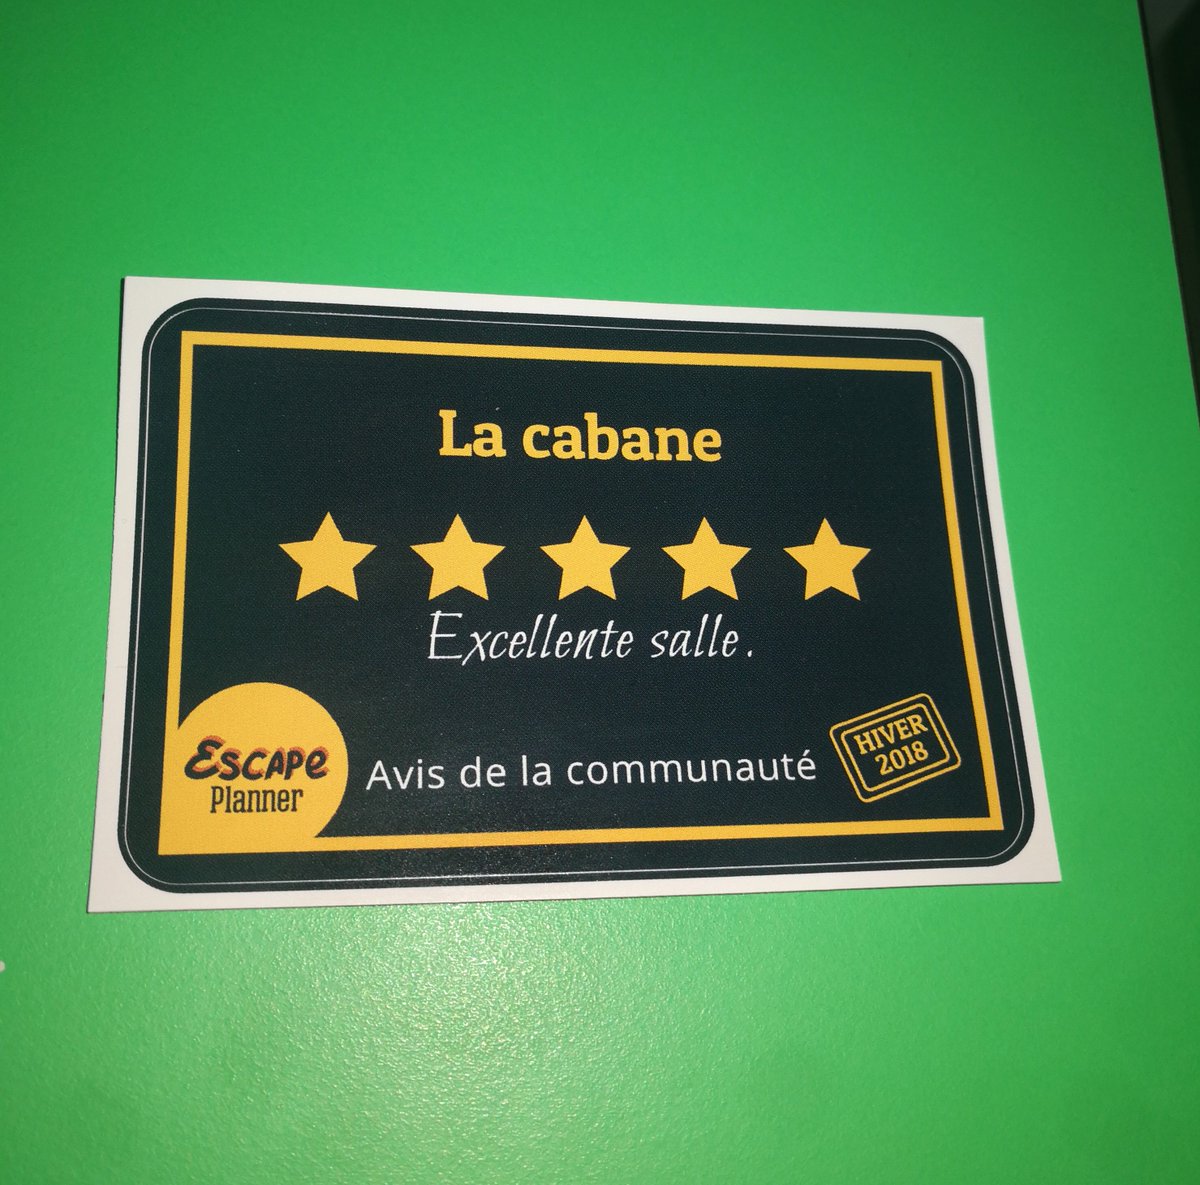 La cabane
Excellente salle.
Escape
Planner
Avis de la communauté
HIVER
2018